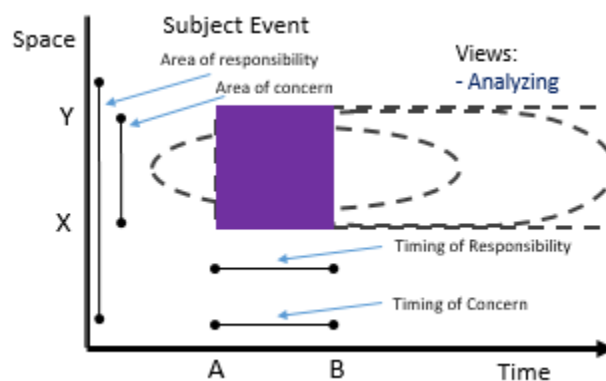 Subject Event
Space
Area of responsibility
Area of concern
Views:
- Analyzing
Y
X
Timing of Responsibility
Timing of Concern
A
B
Time